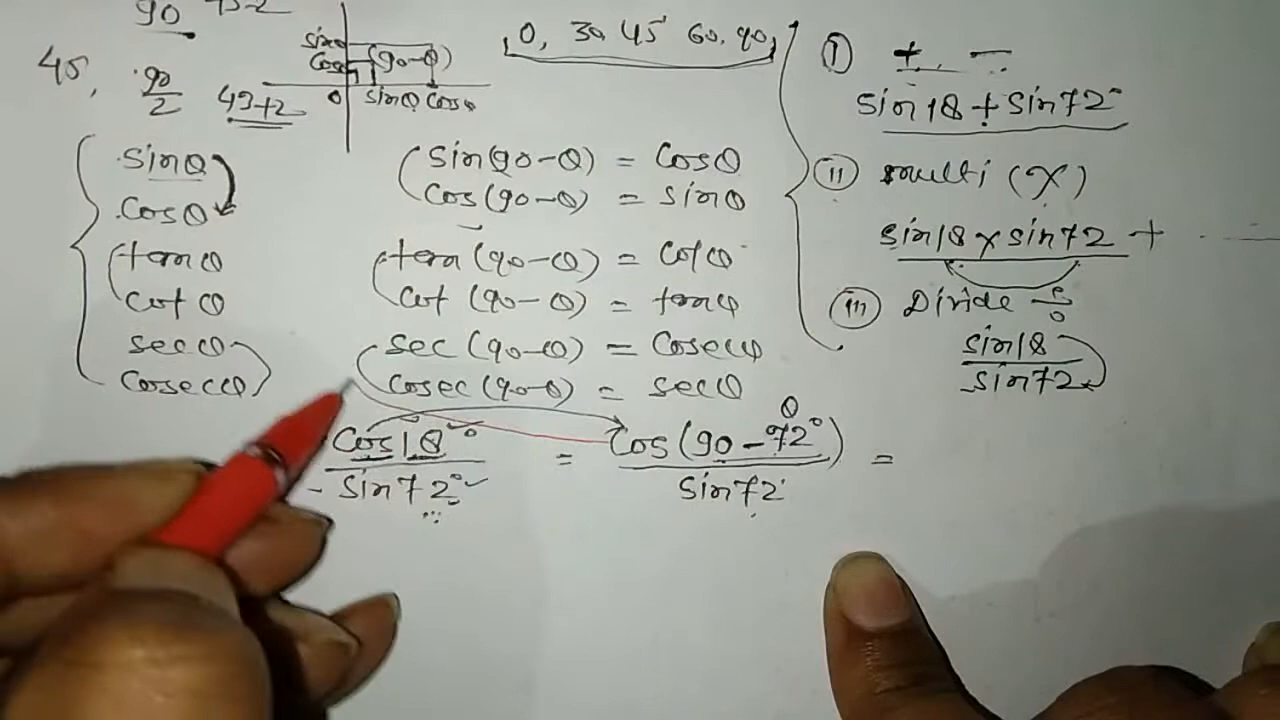 90
45,
90/2
sinθ
cosθ
(90-θ)
0
sinθ cosθ
0, 30, 45 60, 90,
sinθ
cosθ
tanθ
cotθ
secθ
cosecθ
sin(90-θ) = cosθ
cos(90-θ) = sinθ
tan(90-θ) = cotθ
cot(90-θ) = tanθ
sec(90-θ) = cosecθ
cosec(90-θ) = secθ
(I) + , -
sin18 + sin72°
(II) multi (X)
sin18 x sin72 +
(III) Divide ÷
sin18
sin72
cos18° = cos(90-72°) =
sin72° sin72°
θ